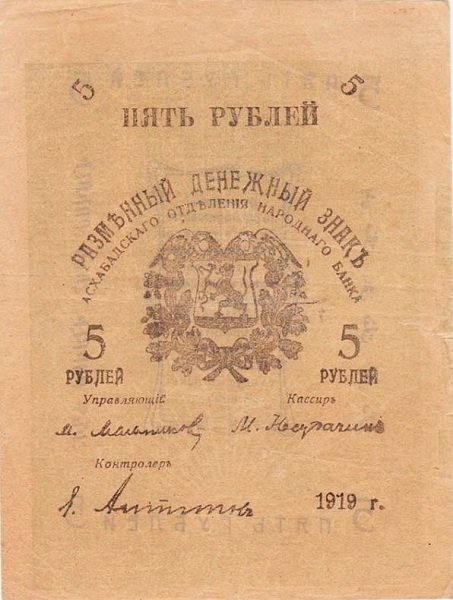 5 5
ПЯТЬ РУБЛЕЙ
РАЗМѢННЫЙ ДЕНЕЖНЫЙ ЗНАКЪ
АСХАБАДСКАГО ОТДѢЛЕНІЯ НАРОДНАГО БАНКА
5 5
РУБЛЕЙ РУБЛЕЙ
Управляющій Кассиръ
М.
Контролеръ
1919 г.